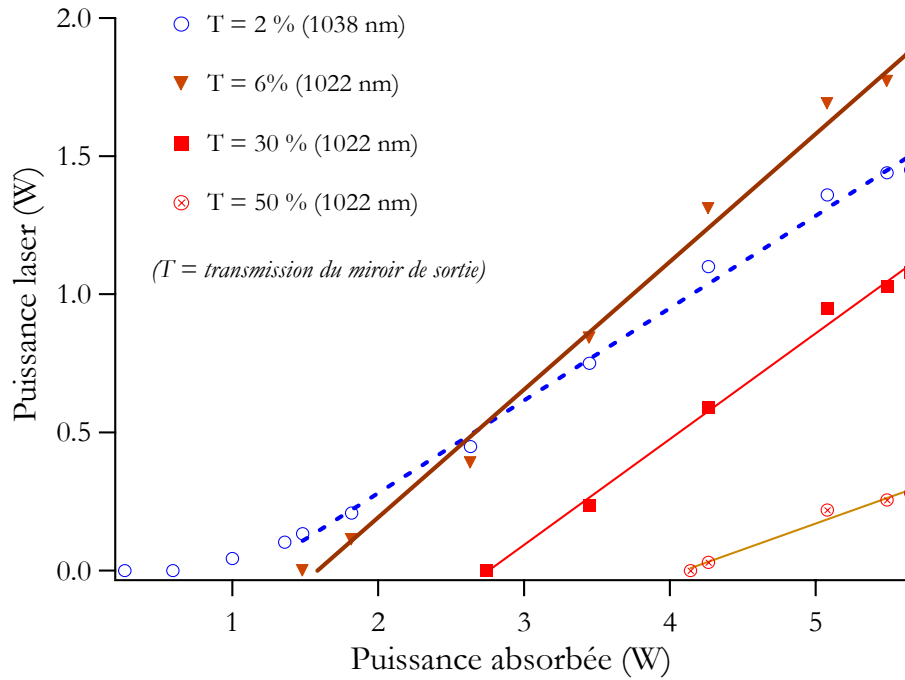 2.0
T = 2 % (1038 nm)
T = 6% (1022 nm)
1.5
T = 30 % (1022 nm)
T = 50 % (1022 nm)
(T = transmission du miroir de sortie)
1.0
0.5
0.0
Puissance laser (W)
1 2 3 4 5
Puissance absorbée (W)